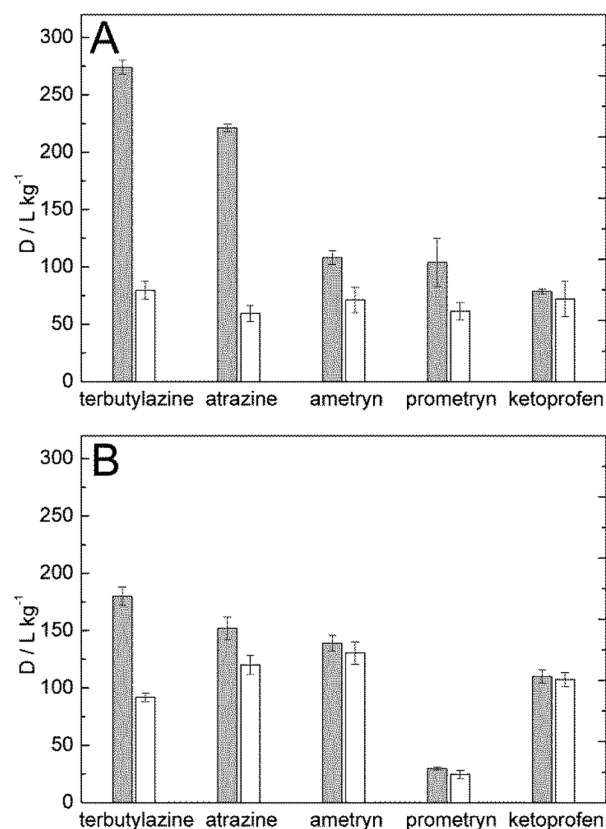 A
300
250
200
150
100
50
0
D / L kg-1
terbutylazine atrazine ametryn prometryn ketoprofen
B
300
250
200
150
100
50
0
D / L kg-1
terbutylazine atrazine ametryn prometryn ketoprofen